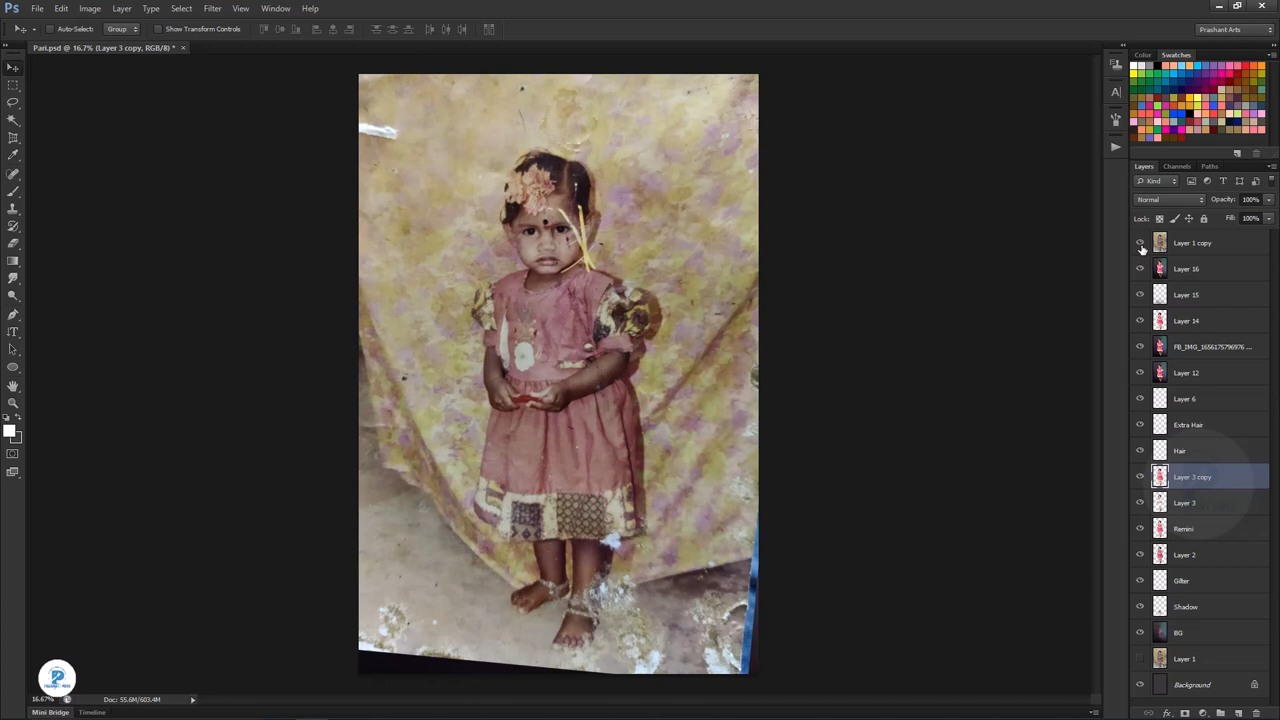 Ps File Edit Image Layer Type Select Filter View Window Help
Auto-Select: Group Show Transform Controls Prashant Arts
Pari.psd @ 16.7% (Layer 3 copy, RGB/8) * ×
Color Swatches
Layers Channels Paths
Kind
Normal Opacity: 100%
Lock: Fill: 100%
Layer 1 copy
Layer 16
Layer 15
Layer 14
FB_IMG_1656175796976 ...
Layer 12
Layer 6
Extra Hair
Hair
Layer 3 copy
Layer 3
Remini
Layer 2
Gilter
Shadow
BG
Layer 1
Background
16.67% Doc: 55.6M/603.4M
Mini Bridge Timeline